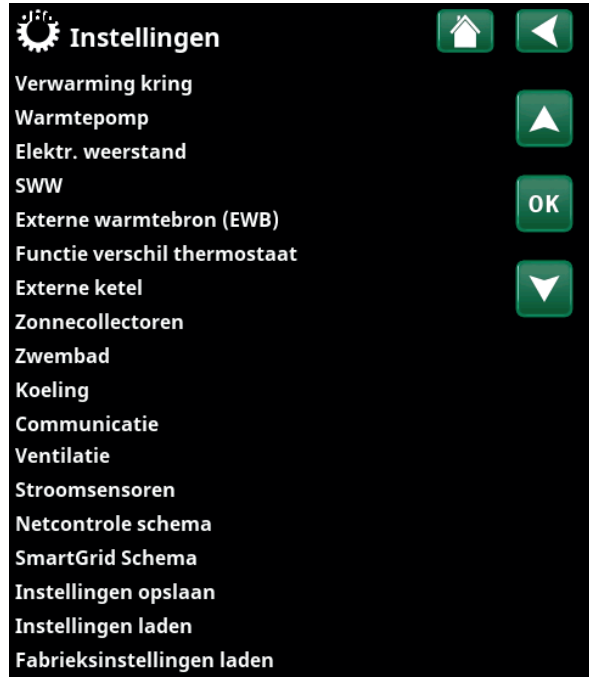 Instellingen
Verwarming kring
Warmtepomp
Elektr. weerstand
SWW
OK
Externe warmtebron (EWB)
Functie verschil thermostaat
Externe ketel
Zonnecollectoren
Zwembad
Koeling
Communicatie
Ventilatie
Stroomsensoren
Netcontrole schema
SmartGrid Schema
Instellingen opslaan
Instellingen laden
Fabrieksinstellingen laden